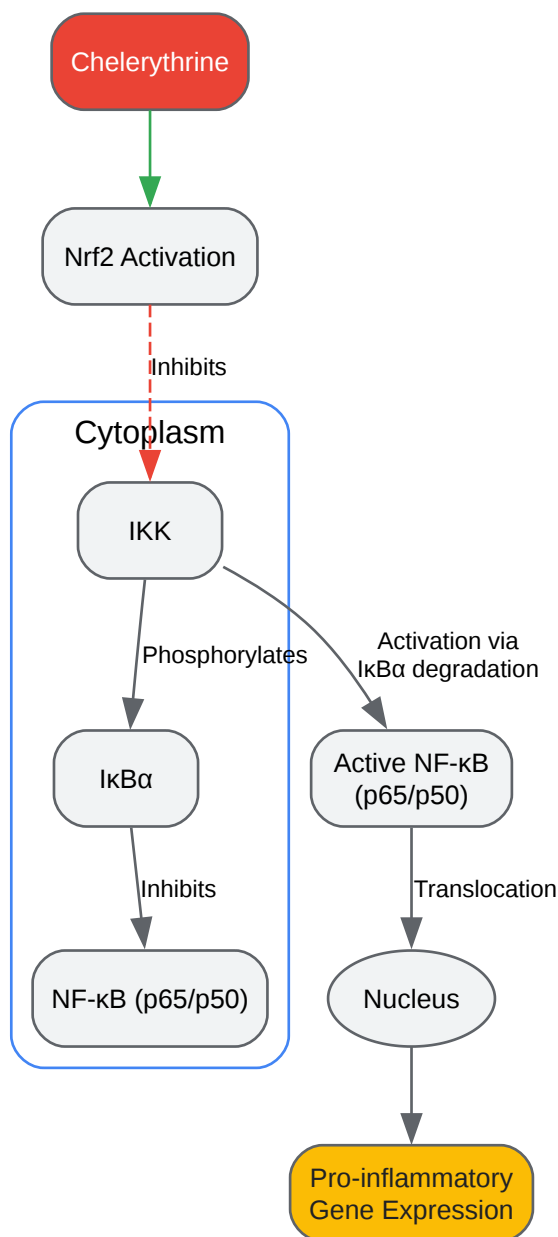 Chelerythrine
Nrf2 Activation
Inhibits
Cytoplasm
IKK
Phosphorylates
Activation via
IκBα degradation
IκBα
Active NF-κB
(p65/p50)
Inhibits
Translocation
NF-κB (p65/p50)
Nucleus
Pro-inflammatory
Gene Expression